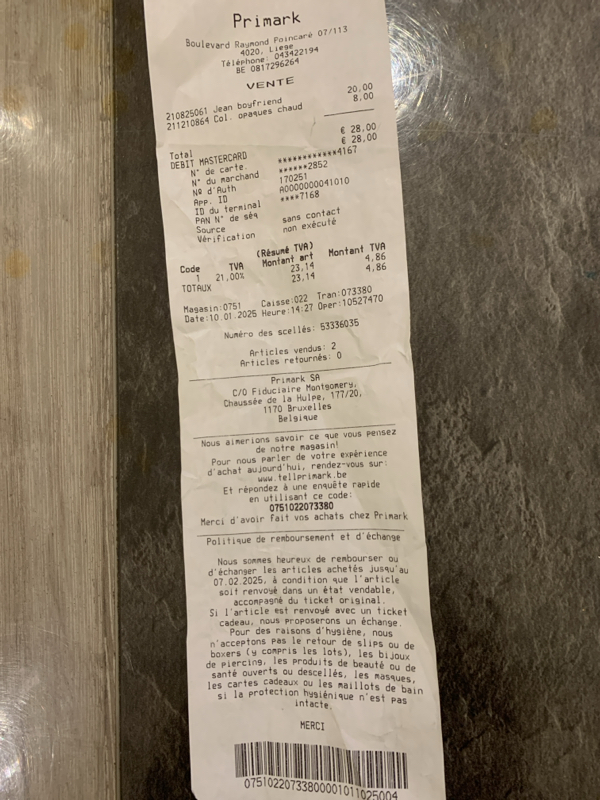 Primark
Boulevard Raymond Poincaré 07/113
4020, Liege
Téléphone: 043422194
BE 0817296264
VENTE
210825061 Jean boyfriend 20,00
211210864 Col. opaques chaud 8,00
Total € 28,00
DEBIT MASTERCARD € 28,00
N° de carte. ************4167
N° du marchand ******2852
Nº d'Auth 170251
App. ID A0000000041010
ID du terminal ****7168
PAN N° de séq
Source sans contact
Vérification non exécuté
(Résumé TVA)
Code TVA Montant art Montant TVA
1 21,00% 23,14 4,86
TOTAUX 23,14 4,86
Magasin:0751 Caisse:022 Tran:073380
Date:10.01.2025 Heure:14:27 Oper:10527470
Numéro des scellés: 53336035
Articles vendus: 2
Articles retournés: 0
Primark SA
C/O Fiduciaire Montgomery,
Chaussée de la Hulpe, 177/20,
1170 Bruxelles
Belgique
Nous aimerions savoir ce que vous pensez
de notre magasin!
Pour nous parler de votre expérience
d'achat aujourd'hui, rendez-vous sur:
www.tellprimark.be
Et répondez à une enquête rapide
en utilisant ce code:
0751022073380
Merci d'avoir fait vos achats chez Primark
Politique de remboursement et d'échange
Nous sommes heureux de rembourser ou
d'échanger les articles achetés jusqu'au
07.02.2025, à condition que l'article
soit renvoyé dans un état vendable,
accompagné du ticket original.
Si l'article est renvoyé avec un ticket
cadeau, nous proposerons un échange.
Pour des raisons d'hygiène, nous
n'acceptons pas le retour de slips ou de
boxers (y compris les lots), les bijoux
de piercing, les produits de beauté ou de
santé ouverts ou descellés, les masques,
les cartes cadeaux ou les maillots de bain
si la protection hygiénique n'est pas
intacte.
MERCI
07510220733800001011025004